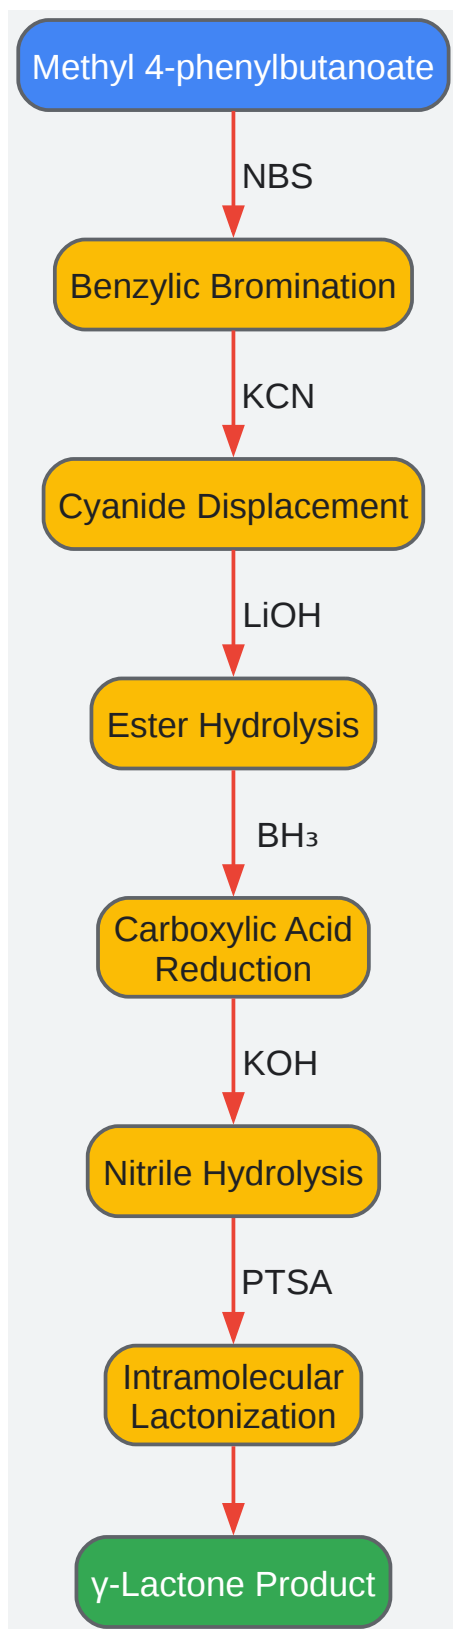 Methyl 4-phenylbutanoate
NBS
Benzylic Bromination
KCN
Cyanide Displacement
LiOH
Ester Hydrolysis
BH₃
Carboxylic Acid
Reduction
KOH
Nitrile Hydrolysis
PTSA
Intramolecular
Lactonization
γ-Lactone Product